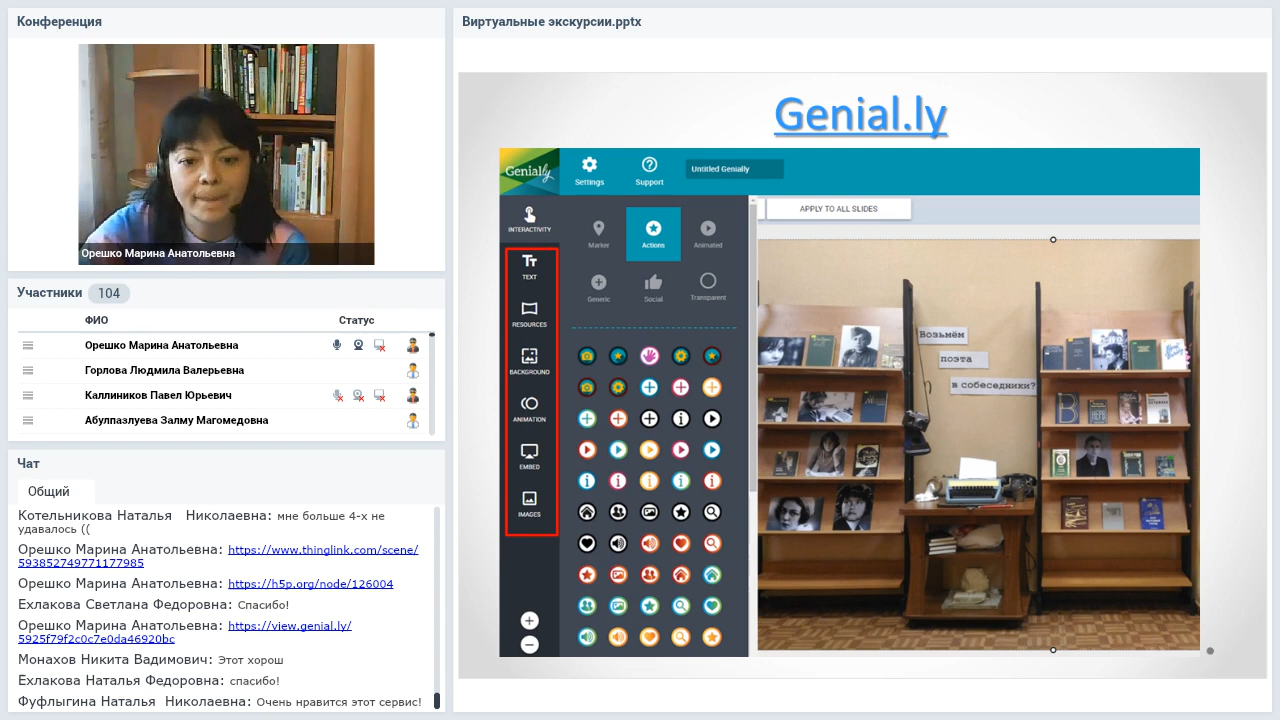 Конференция
Орешко Марина Анатольевна
Участники 104
ФИО Статус
Орешко Марина Анатольевна
Горлова Людмила Валерьевна
Каллиников Павел Юрьевич
Абулпазлуева Залму Магомедовна
Чат
Общий
Котельникова Наталья Николаевна: мне больше 4-х не
удавалось ((
Орешко Марина Анатольевна: https://www.thinglink.com/scene/
593852749771177985
Орешко Марина Анатольевна: https://h5p.org/node/126004
Ехлакова Светлана Федоровна: Спасибо!
Орешко Марина Анатольевна: https://view.genial.ly/
5925f79f2c0c7e0da46920bc
Монахов Никита Вадимович: Этот хорош
Ехлакова Наталья Федоровна: спасибо!
Фуфлыгина Наталья Николаевна: Очень нравится этот сервис!
Виртуальные экскурсии.pptx
Genial.ly
Genially
Settings
Support
Untitled Genially
APPLY TO ALL SLIDES
INTERACTIVITY
TEXT
RESOURCES
BACKGROUND
ANIMATION
EMBED
IMAGES
Marker Actions Animated
Generic Social Transparent
Возьмём
поэта
в собеседники?